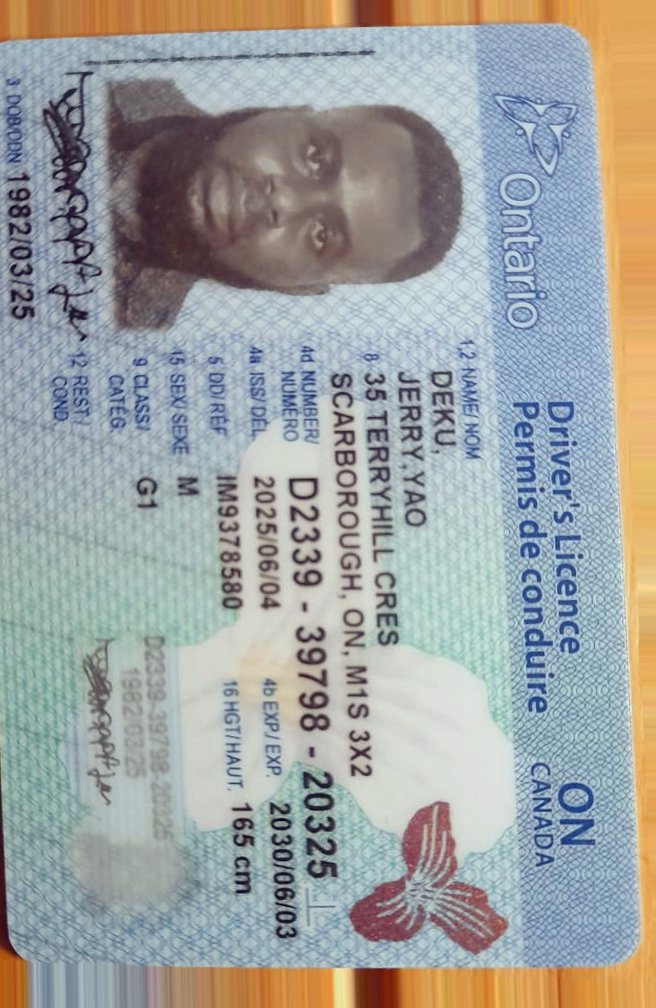 Ontario
Driver's Licence
Permis de conduire
ON
CANADA
1,2 NAME/ NOM
DEKU,
JERRY.YAO
8 35 TERRYHILL CRES
SCARBOROUGH, ON, M1S 3X2
4d NUMBER/
NUMÉRO
D2339 - 39798 - 20325
4a ISS/DÉL
2025/06/04
4b EXP./ EXP.
2030/06/03
5 DD/RÉF
IM9378580
16 HGT/HAUT.
165 cm
15 SEX/ SEXE
M
9 CLASS/
CATÉG.
G1
12 REST/
COND.
3 DOB/DDN 1982/03/25
D2339-39798-20325
1982/03/25